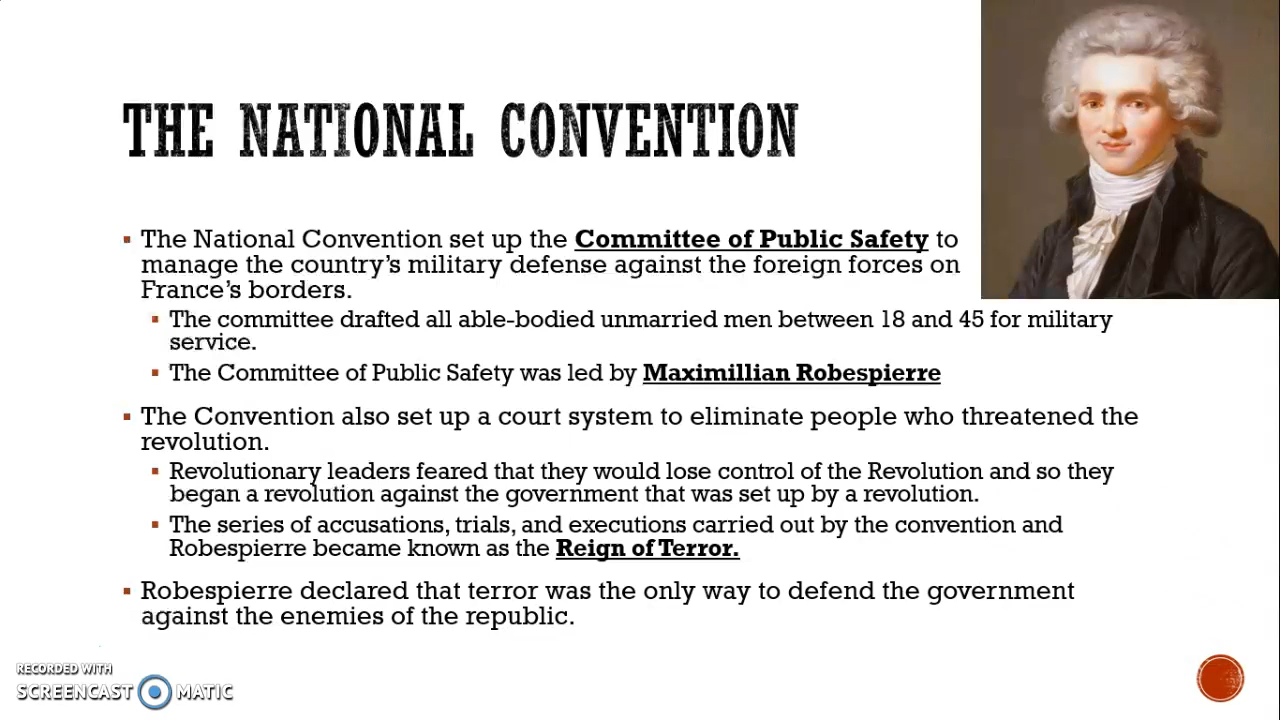 THE NATIONAL CONVENTION
The National Convention set up the Committee of Public Safety to
manage the country's military defense against the foreign forces on
France's borders.
The committee drafted all able-bodied unmarried men between 18 and 45 for military
service.
The Committee of Public Safety was led by Maximillian Robespierre
The Convention also set up a court system to eliminate people who threatened the
revolution.
Revolutionary leaders feared that they would lose control of the Revolution and so they
began a revolution against the government that was set up by a revolution.
The series of accusations, trials, and executions carried out by the convention and
Robespierre became known as the Reign of Terror.
Robespierre declared that terror was the only way to defend the government
against the enemies of the republic.
RECORDED WITH
SCREENCAST MATIC